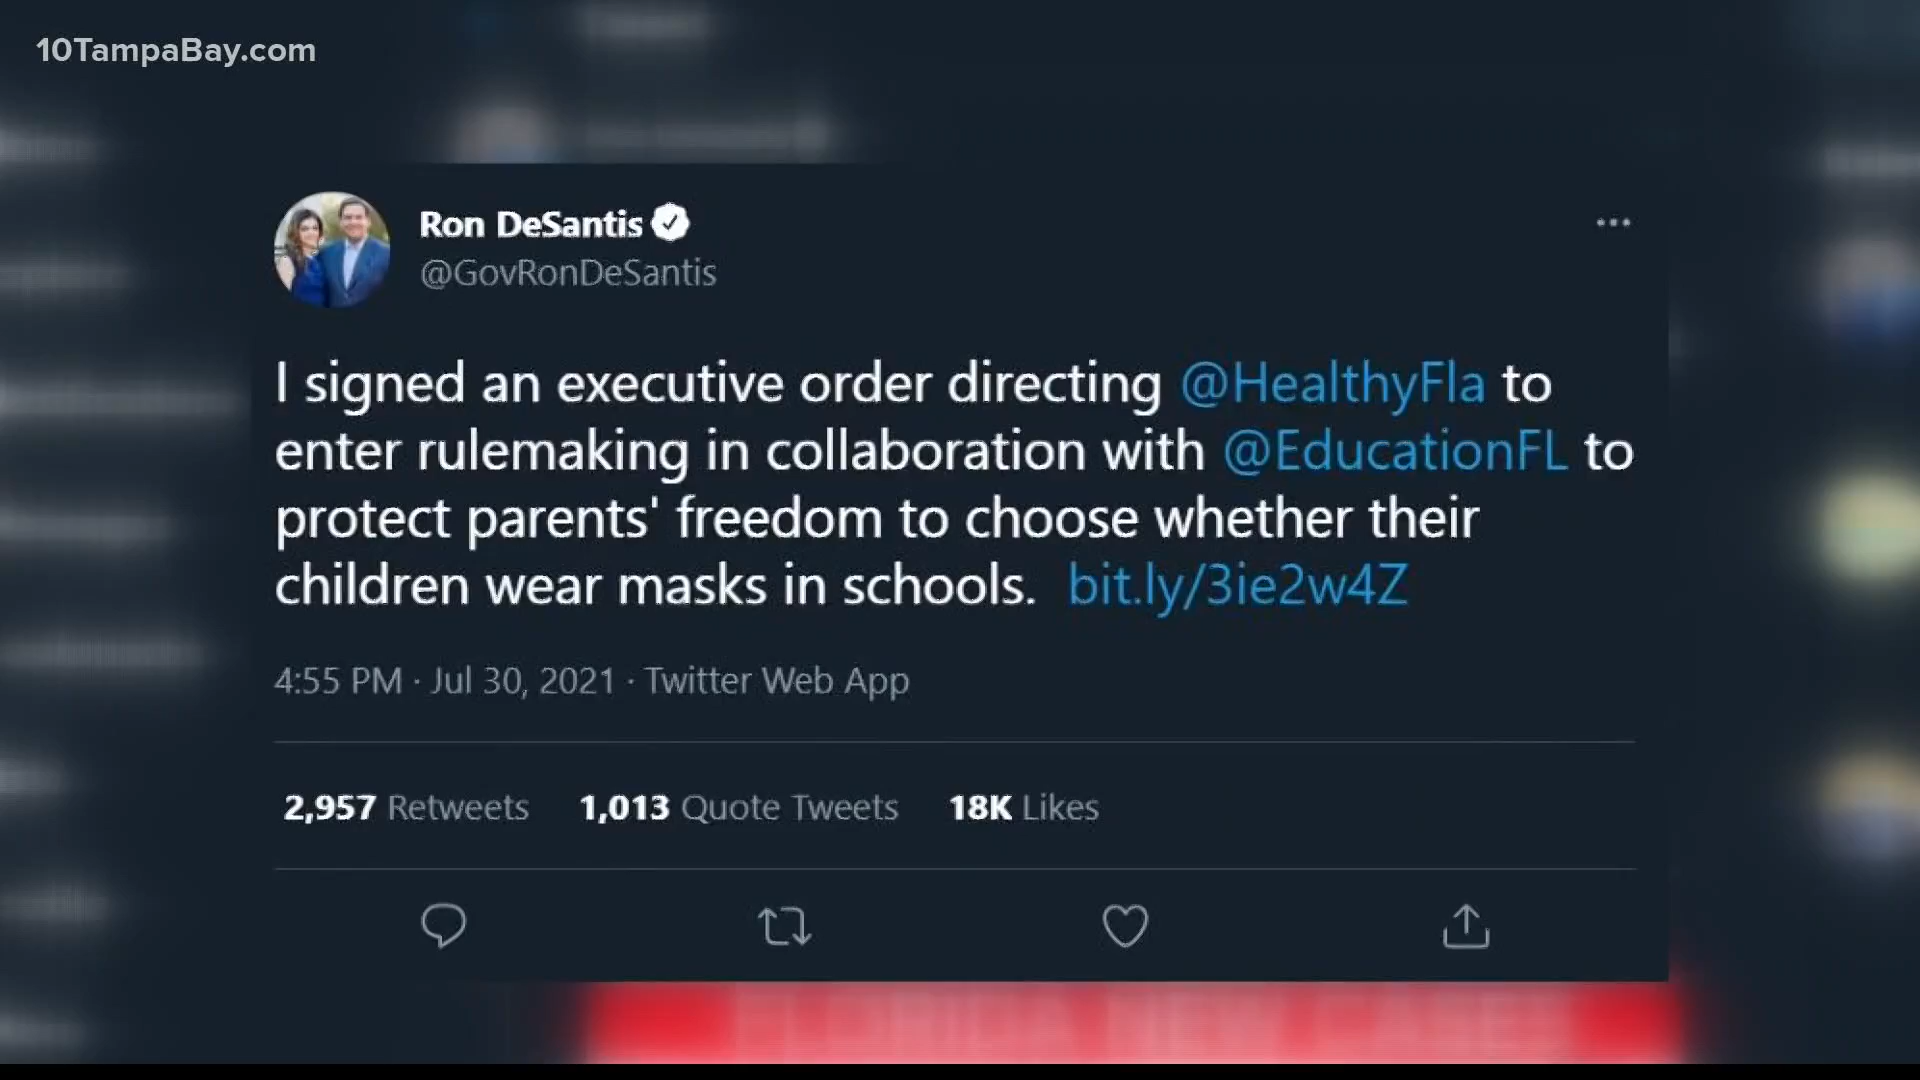 10TampaBay.com
Ron DeSantis
@GovRonDeSantis
I signed an executive order directing @HealthyFla to
enter rulemaking in collaboration with @EducationFL to
protect parents' freedom to choose whether their
children wear masks in schools. bit.ly/3ie2w4Z
4:55 PM · Jul 30, 2021 · Twitter Web App
2,957 Retweets 1,013 Quote Tweets 18K Likes